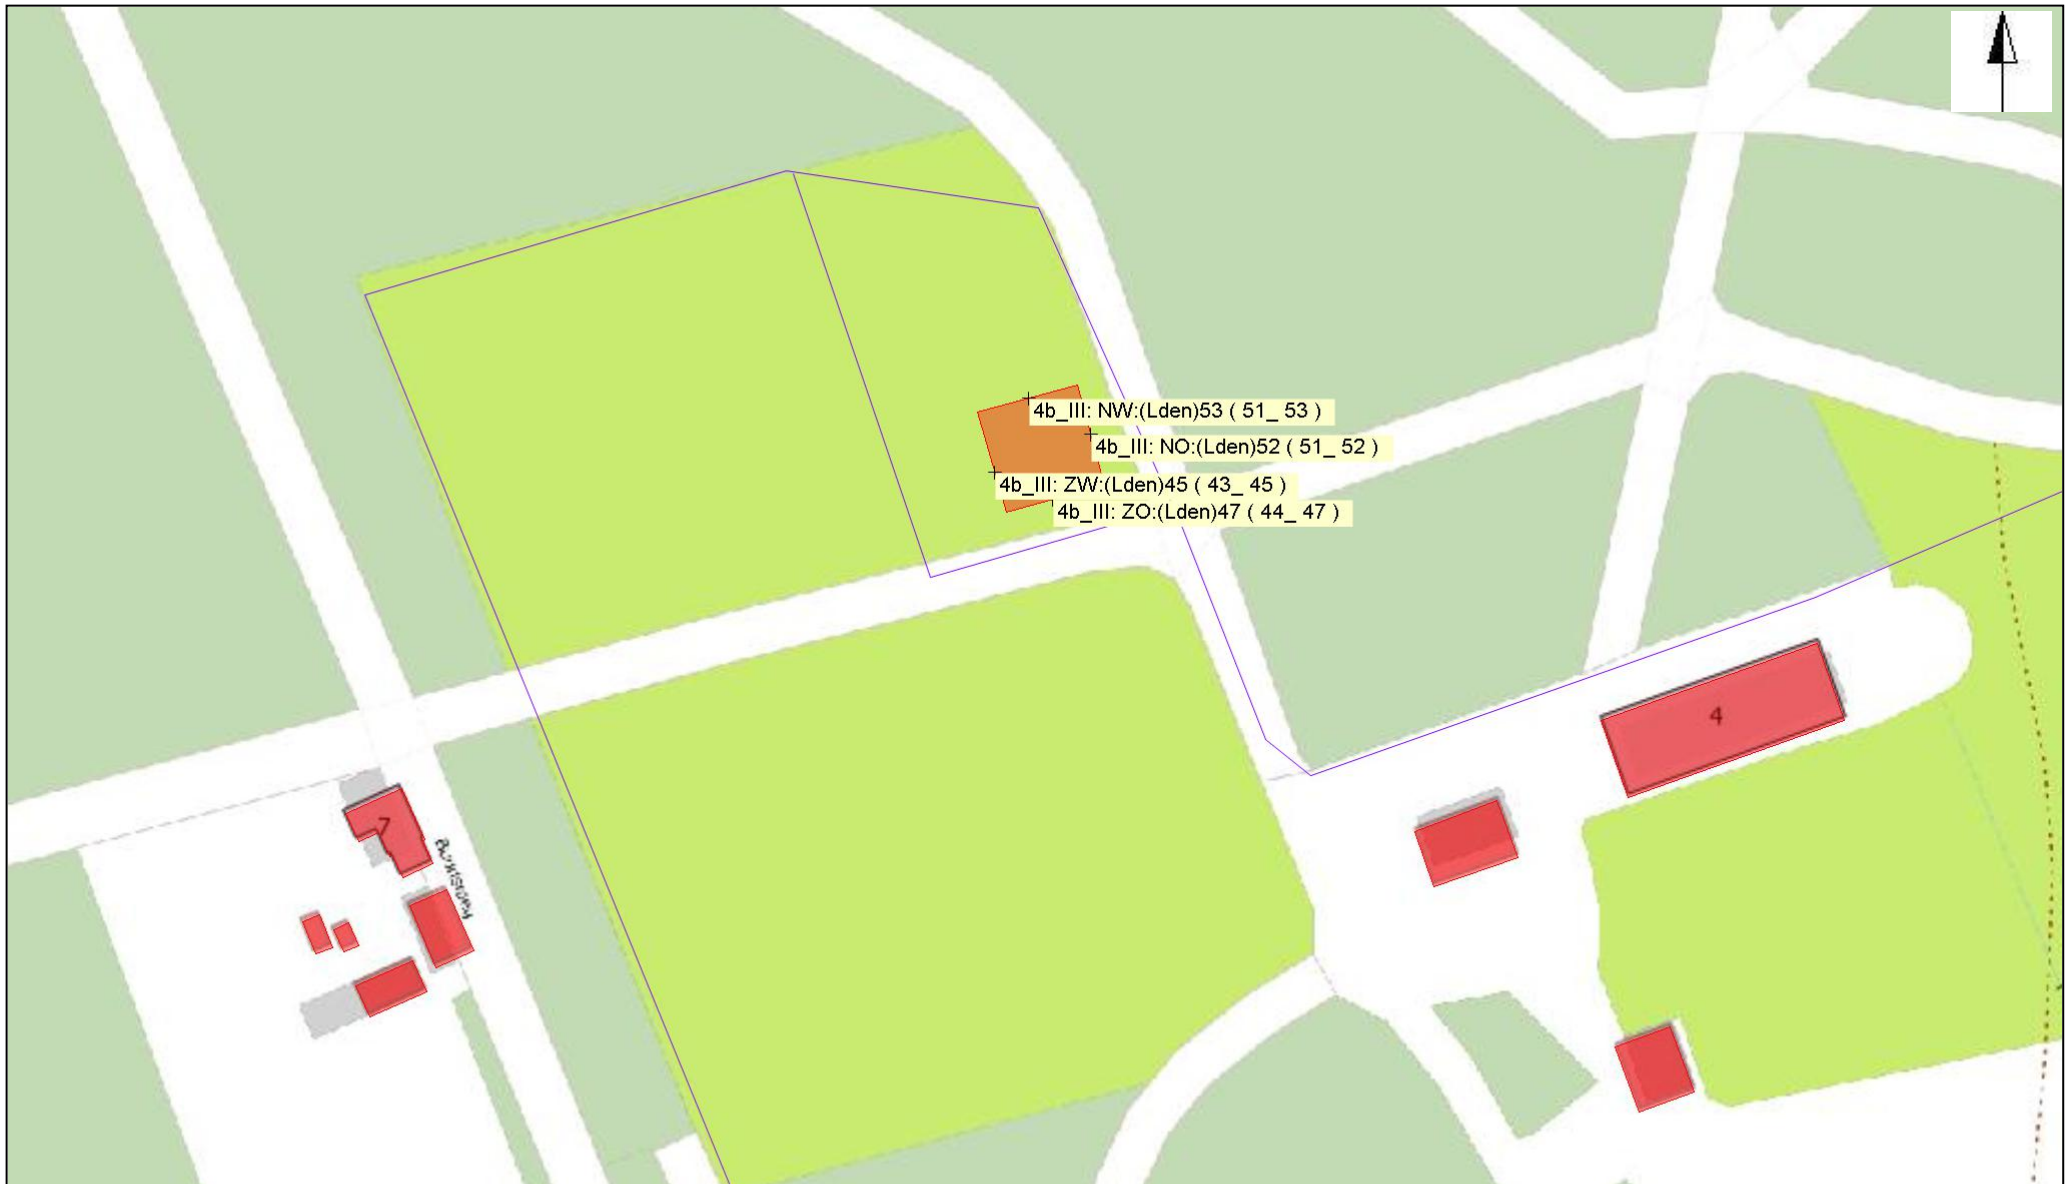 4b_III: NW:(Lden)53 ( 51_ 53 )
4b_III: NO:(Lden)52 ( 51_ 52 )
4b_III: ZW:(Lden)45 ( 43_ 45 )
4b_III: ZO:(Lden)47 ( 44_ 47 )
4
7